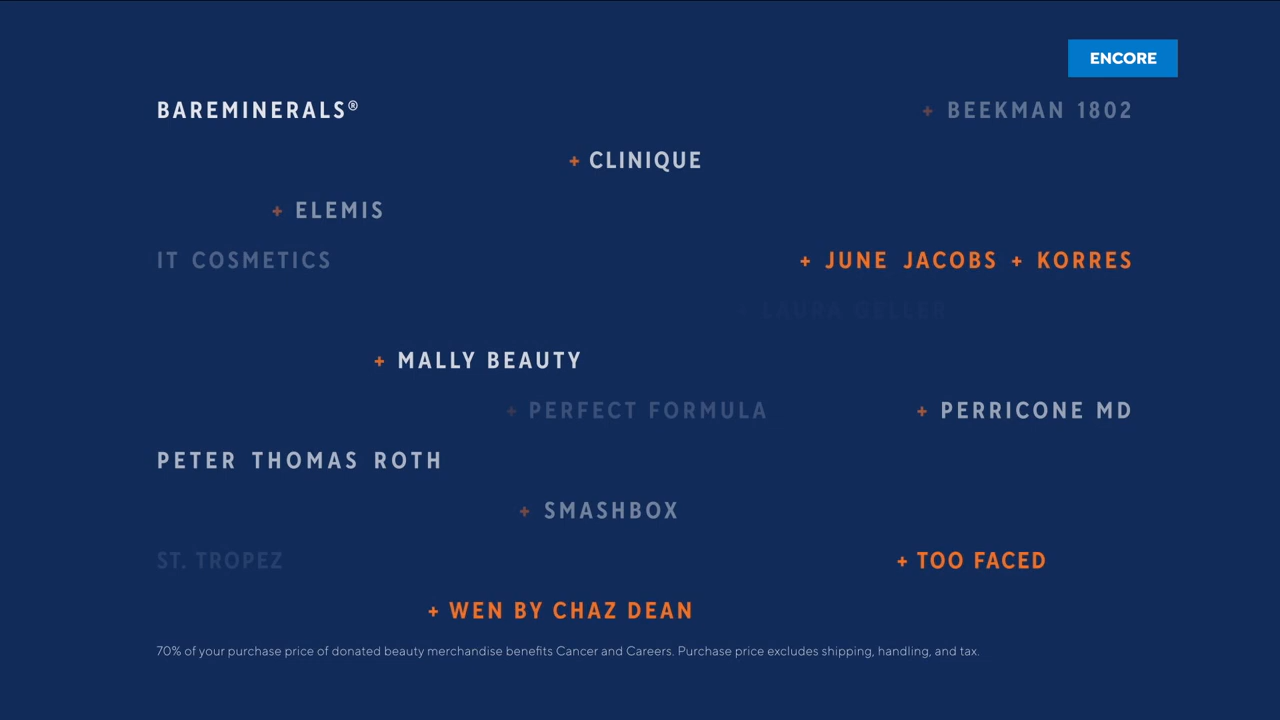 ENCORE
BAREMINERALS® + BEEKMAN 1802
+ CLINIQUE
+ ELEMIS
IT COSMETICS + JUNE JACOBS + KORRES
+ LAURA GELLER
+ MALLY BEAUTY
+ PERFECT FORMULA + PERRICONE MD
PETER THOMAS ROTH
+ SMASHBOX
ST. TROPEZ + TOO FACED
+ WEN BY CHAZ DEAN
70% of your purchase price of donated beauty merchandise benefits Cancer and Careers. Purchase price excludes shipping, handling, and tax.